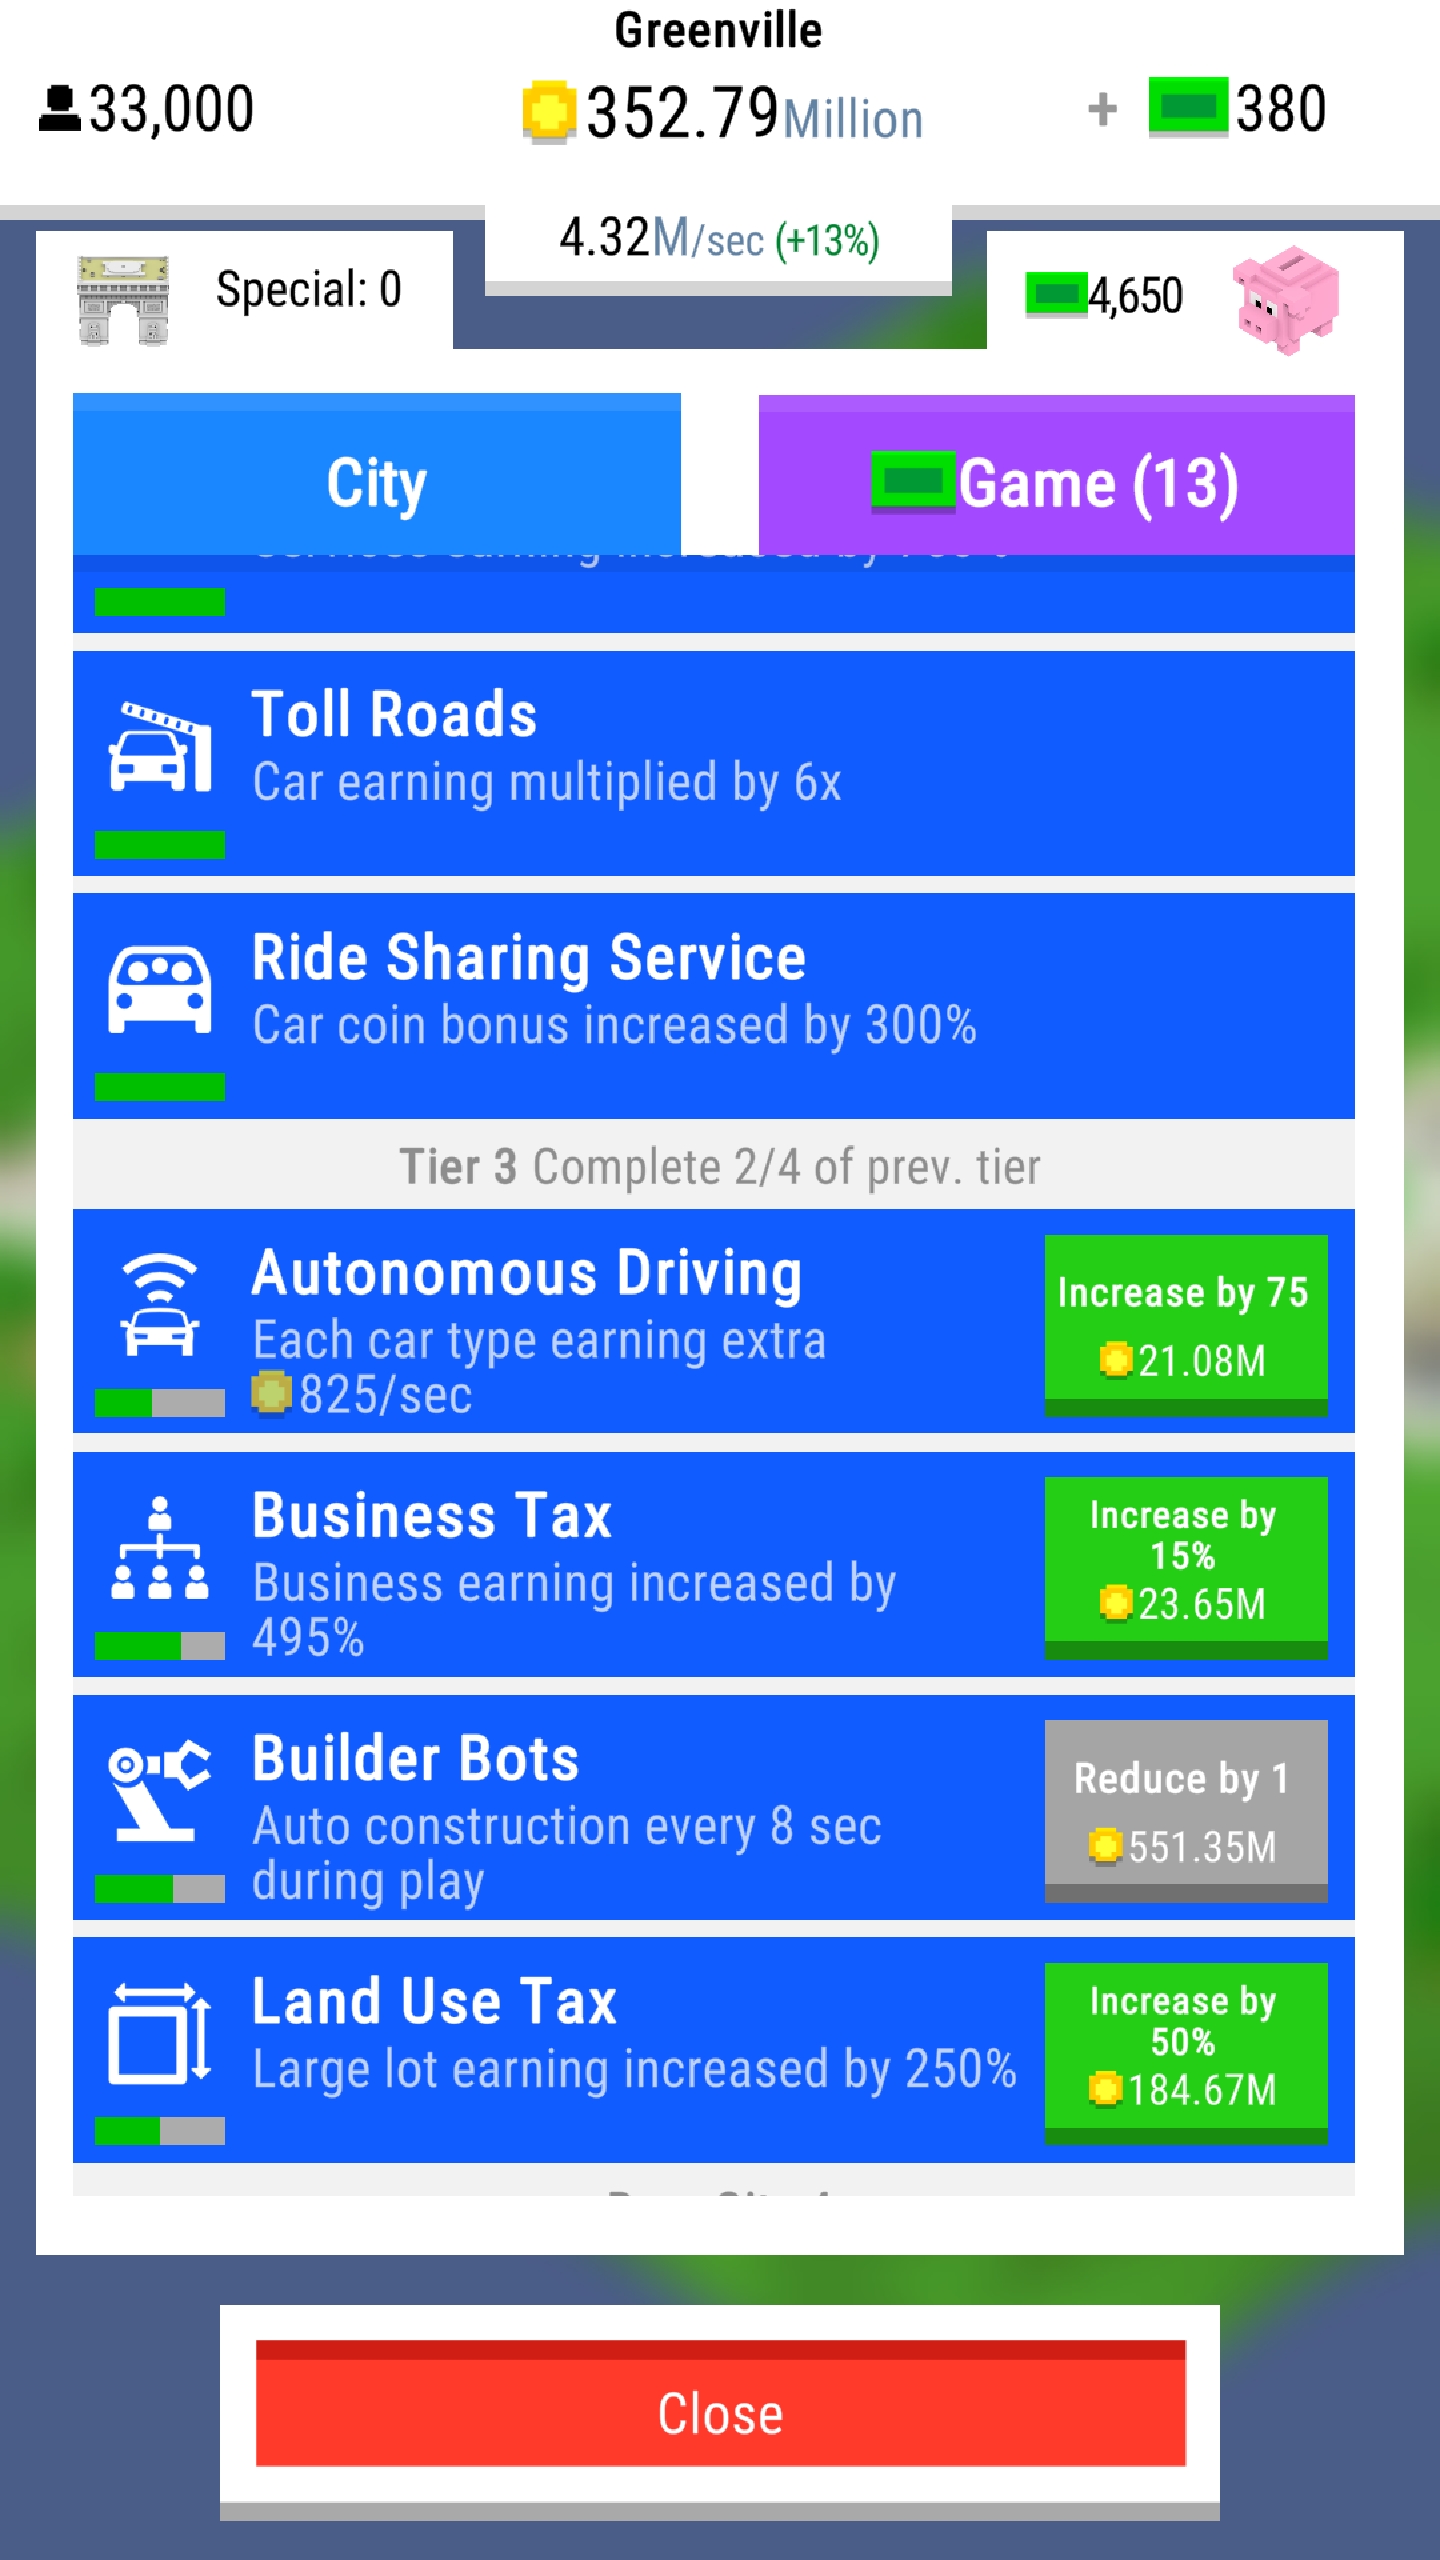 Greenville
33,000
352.79Million
+ 380
4.32M/sec (+13%)
Special: 0
4,650
City
Game (13)
Toll Roads
Car earning multiplied by 6x
Ride Sharing Service
Car coin bonus increased by 300%
Tier 3 Complete 2/4 of prev. tier
Autonomous Driving
Each car type earning extra
825/sec
Increase by 75
21.08M
Business Tax
Business earning increased by
495%
Increase by
15%
23.65M
Builder Bots
Auto construction every 8 sec
during play
Reduce by 1
551.35M
Land Use Tax
Large lot earning increased by 250%
Increase by
50%
184.67M
Close